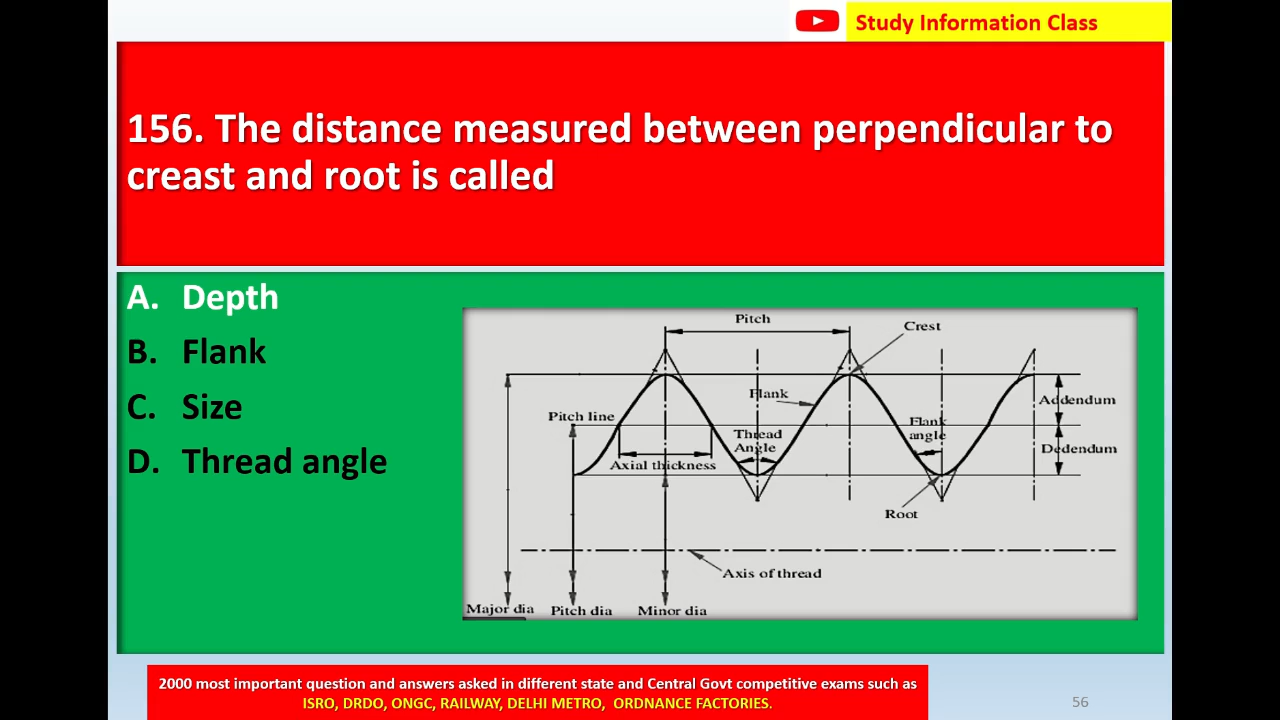 Study Information Class
156. The distance measured between perpendicular to
creast and root is called
A. Depth
B. Flank
C. Size
D. Thread angle
Pitch
Crest
Flank
Addendum
Pitch line
Flank
angle
Thread
Angle
Dedendum
Axial thickness
Root
Axis of thread
Major dia
Pitch dia
Minor dia
2000 most important question and answers asked in different state and Central Govt competitive exams such as
ISRO, DRDO, ONGC, RAILWAY, DELHI METRO, ORDNANCE FACTORIES.
56